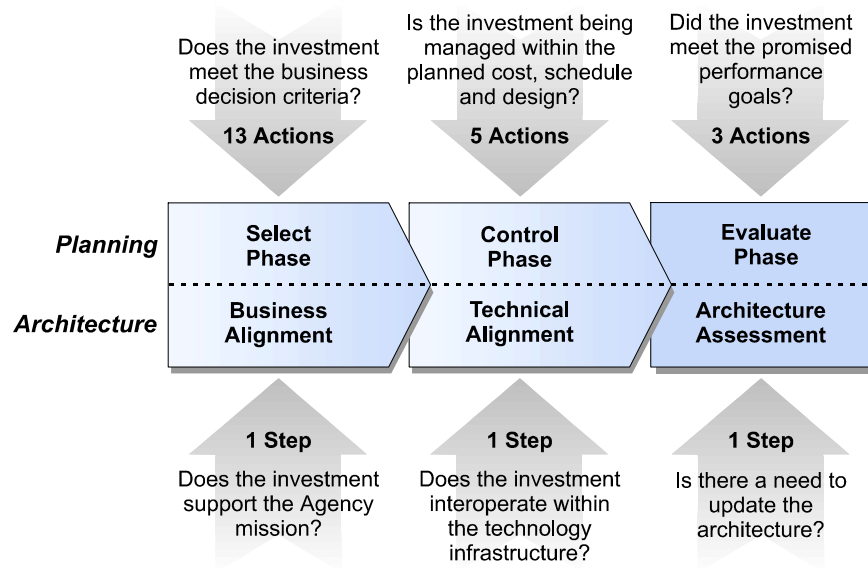 Does the investment
meet the business
decision criteria?
13 Actions
Is the investment being
managed within the
planned cost, schedule
and design?
5 Actions
Did the investment
meet the promised
performance
goals?
3 Actions
Planning
Select
Phase
Control
Phase
Evaluate
Phase
Architecture
Business
Alignment
Technical
Alignment
Architecture
Assessment
1 Step
Does the investment
support the Agency
mission?
1 Step
Does the investment
interoperate within
the technology
infrastructure?
1 Step
Is there a need to
update the
architecture?